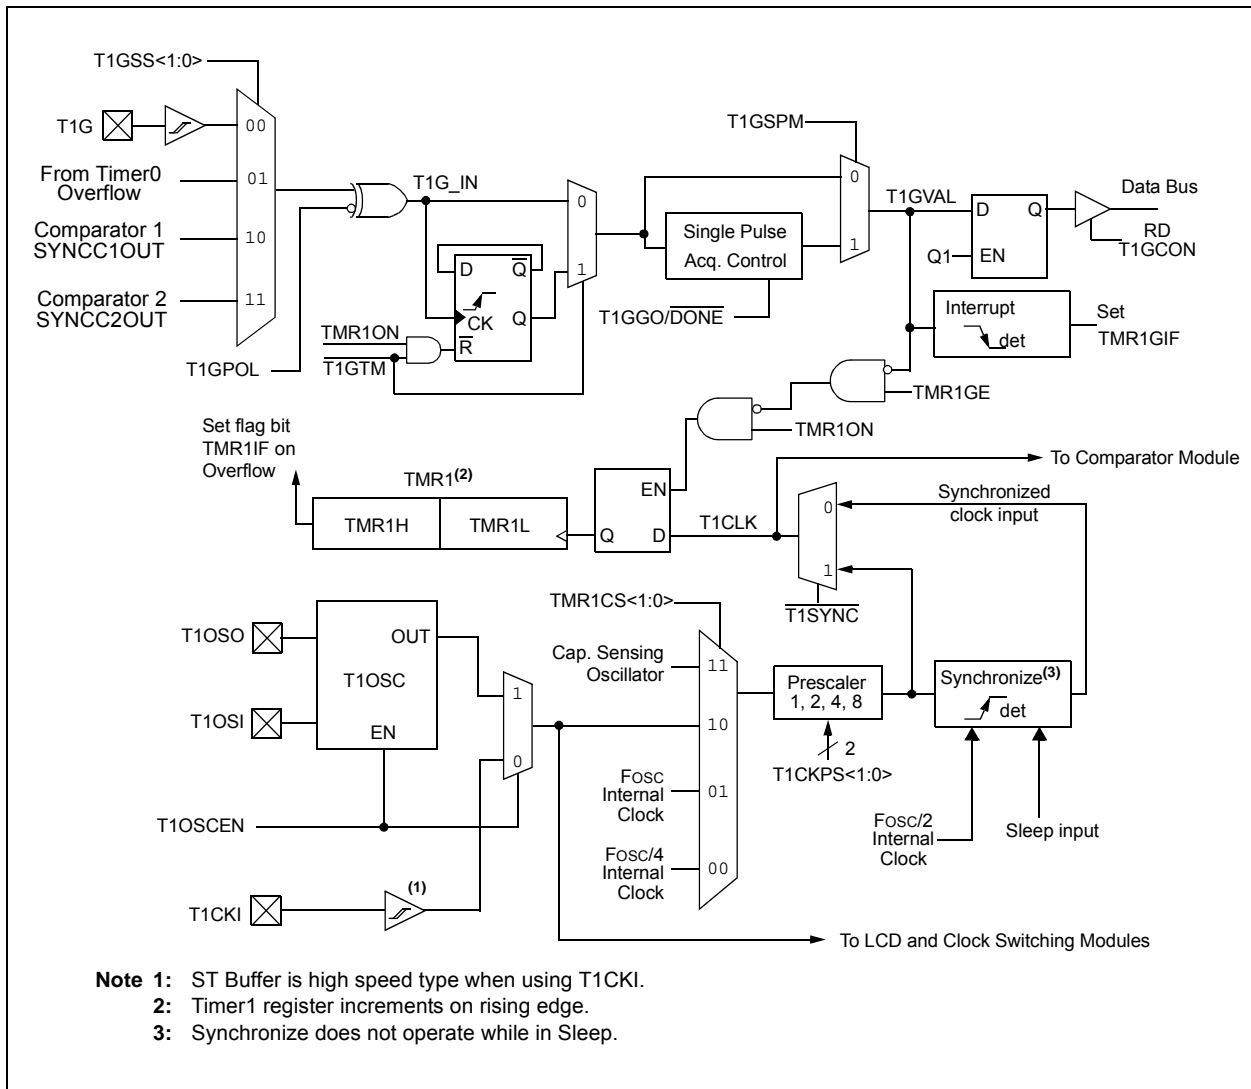 T1GSS<1:0>
T1G
00
From Timer0
Overflow
01
Comparator 1
SYNCC1OUT
10
Comparator 2
SYNCC2OUT
11
T1GPOL
T1G_IN
0
1
D
Q
CK
Q
R
TMR1ON
T1GTM
T1GSPM
0
1
Single Pulse
Acq. Control
T1GGO/DONE
T1GVAL
D
Q
Q1
EN
Data Bus
RD
T1GCON
Interrupt
det
Set
TMR1GIF
TMR1GE
TMR1ON
Set flag bit
TMR1IF on
Overflow
TMR1(2)
TMR1H
TMR1L
EN
Q
D
T1CLK
To Comparator Module
0
1
Synchronized
clock input
T1SYNC
T1OSO
T1OSI
OUT
T1OSC
EN
1
0
T1OSCEN
T1CKI
(1)
TMR1CS<1:0>
Cap. Sensing
Oscillator
11
10
FOSC
Internal
Clock
01
FOSC/4
Internal
Clock
00
Prescaler
1, 2, 4, 8
2
T1CKPS<1:0>
Synchronize(3)
det
FOSC/2
Internal
Clock
Sleep input
To LCD and Clock Switching Modules
Note 1: ST Buffer is high speed type when using T1CKI.
2: Timer1 register increments on rising edge.
3: Synchronize does not operate while in Sleep.